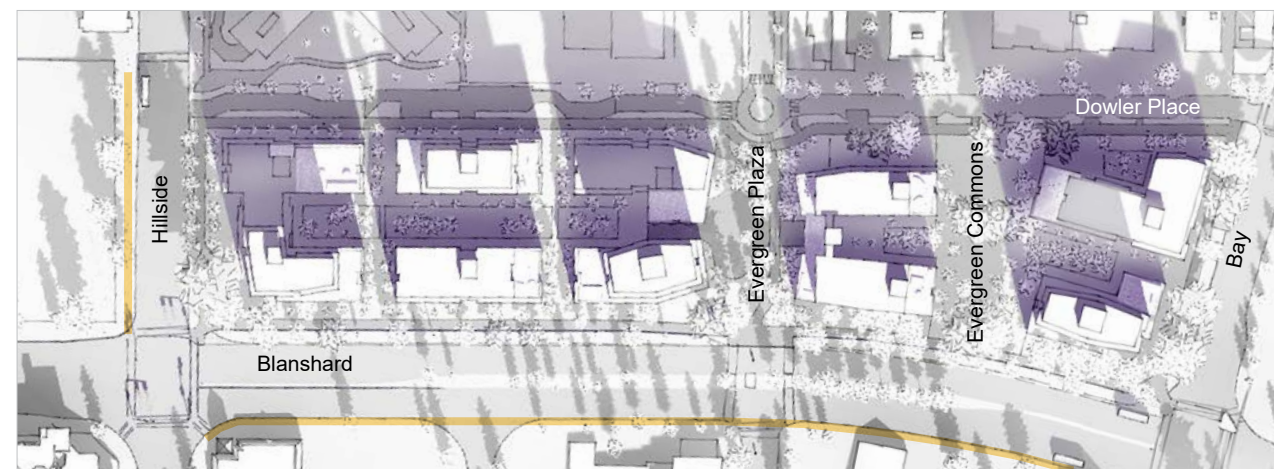 Dowler Place
Hillside
Evergreen Plaza
Evergreen Commons
Bay
Blanshard